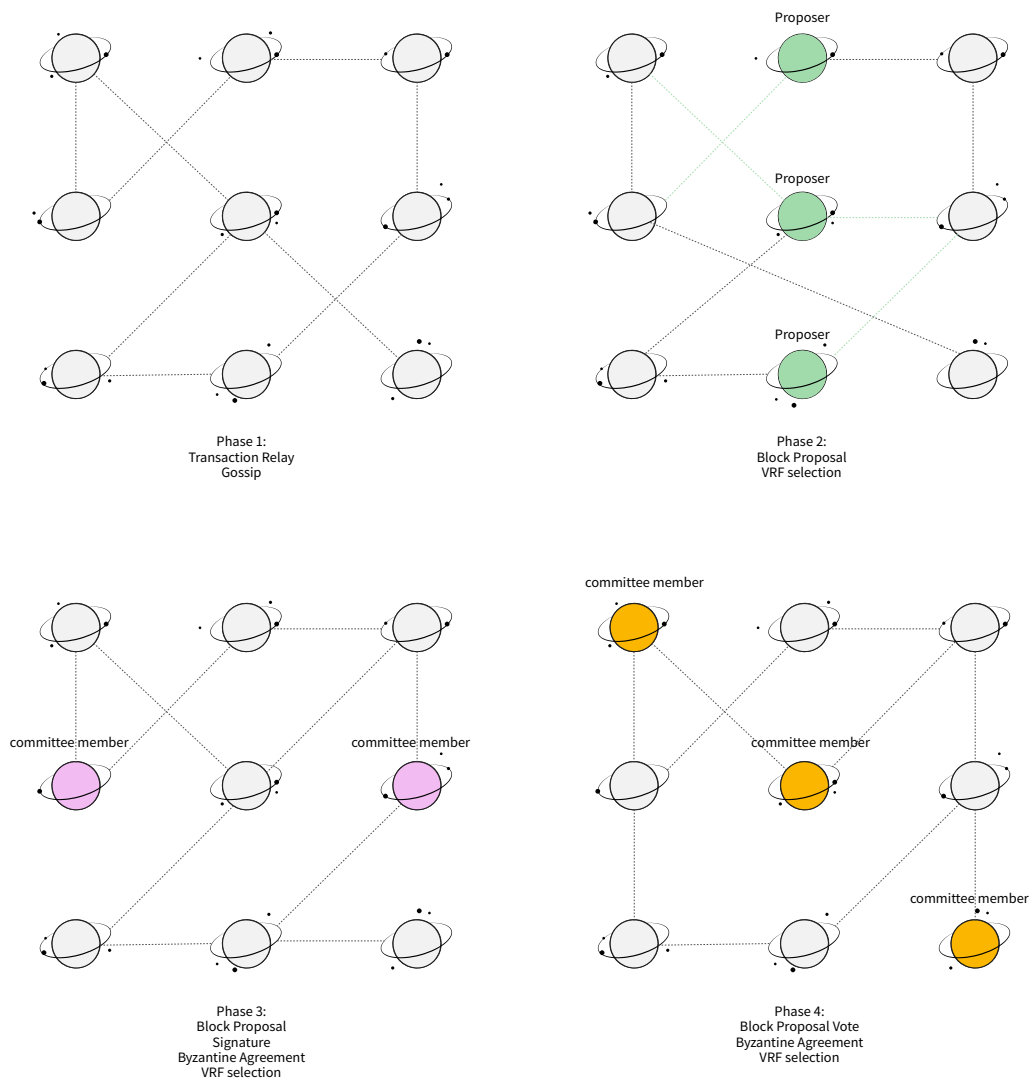 Proposer
Proposer
Proposer
Phase 1:
Transaction Relay
Gossip
Phase 2:
Block Proposal
VRF selection
committee member
committee member
committee member
committee member
committee member
Phase 3:
Block Proposal
Signature
Byzantine Agreement
VRF selection
Phase 4:
Block Proposal Vote
Byzantine Agreement
VRF selection